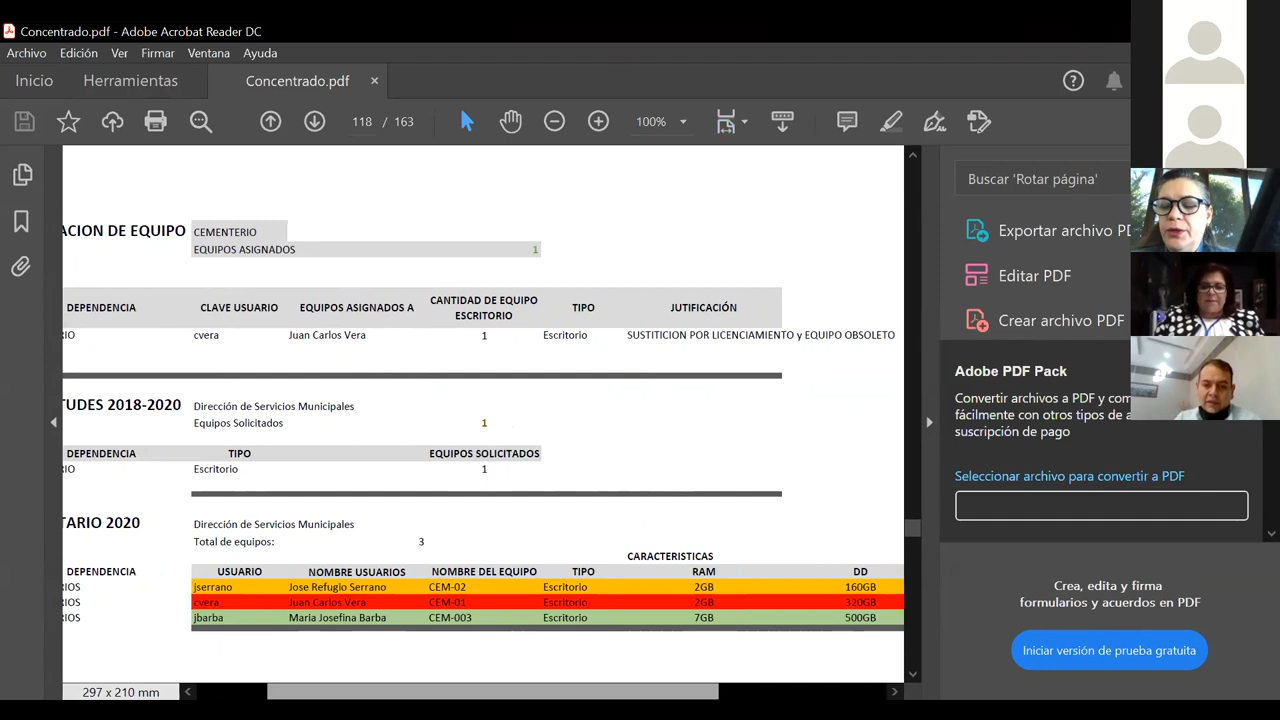 Concentrado.pdf - Adobe Acrobat Reader DC
Archivo Edición Ver Firmar Ventana Ayuda
Inicio Herramientas Concentrado.pdf ×
118 / 163 100%
ACION DE EQUIPO CEMENTERIO
EQUIPOS ASIGNADOS 1
DEPENDENCIA CLAVE USUARIO EQUIPOS ASIGNADOS A CANTIDAD DE EQUIPO ESCRITORIO TIPO JUTIFICACIÓN
RIO cvera Juan Carlos Vera 1 Escritorio SUSTITICION POR LICENCIAMIENTO y EQUIPO OBSOLETO
TUDES 2018-2020 Dirección de Servicios Municipales
Equipos Solicitados 1
DEPENDENCIA TIPO EQUIPOS SOLICITADOS
RIO Escritorio 1
TARIO 2020 Dirección de Servicios Municipales
Total de equipos: 3
CARACTERISTICAS
DEPENDENCIA USUARIO NOMBRE USUARIOS NOMBRE DEL EQUIPO TIPO RAM DD
RIOS jserrano Jose Refugio Serrano CEM-02 Escritorio 2GB 160GB
RIOS cvera Juan Carlos Vera CEM-01 Escritorio 2GB 320GB
RIOS jbarba Maria Josefina Barba CEM-003 Escritorio 7GB 500GB
297 x 210 mm
Buscar 'Rotar página'
Exportar archivo PD
Editar PDF
Crear archivo PDF
Adobe PDF Pack
Convertir archivos a PDF y com
fácilmente con otros tipos de a
suscripción de pago
Seleccionar archivo para convertir a PDF
Crea, edita y firma
formularios y acuerdos en PDF
Iniciar versión de prueba gratuita